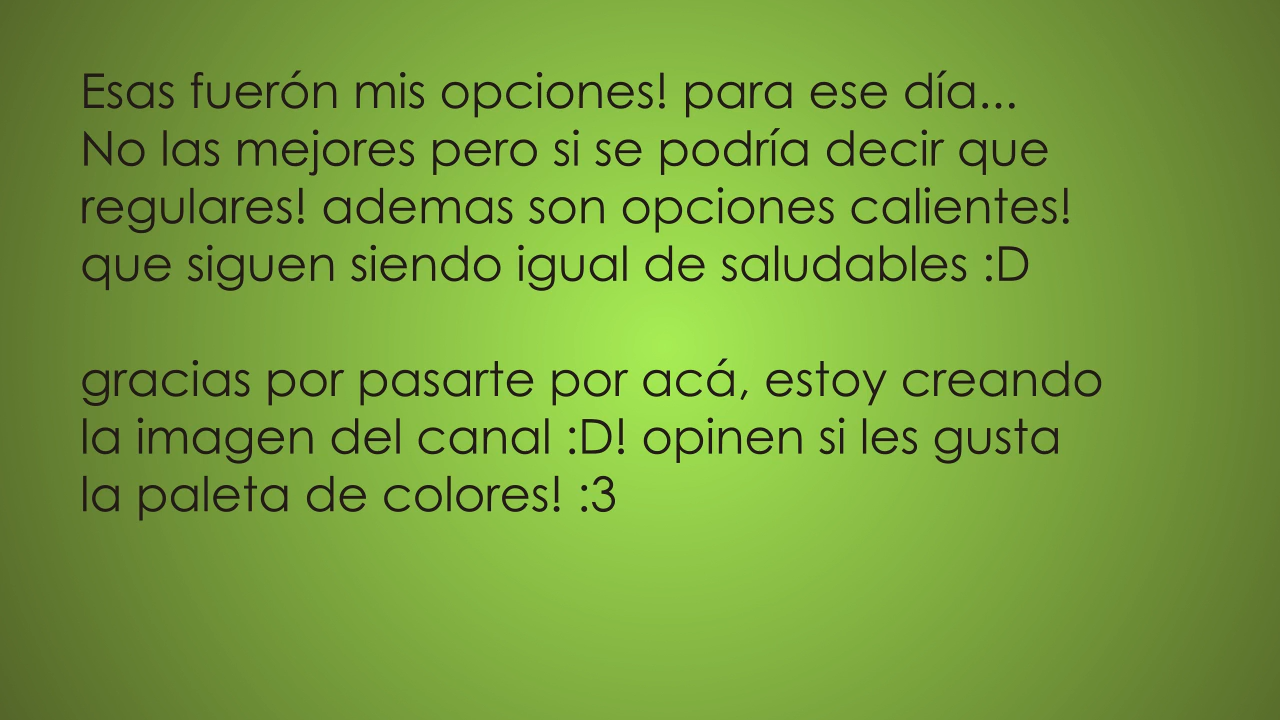 Esas fuerón mis opciones! para ese día...
No las mejores pero si se podría decir que
regulares! ademas son opciones calientes!
que siguen siendo igual de saludables :D
gracias por pasarte por acá, estoy creando
la imagen del canal :D! opinen si les gusta
la paleta de colores! :3